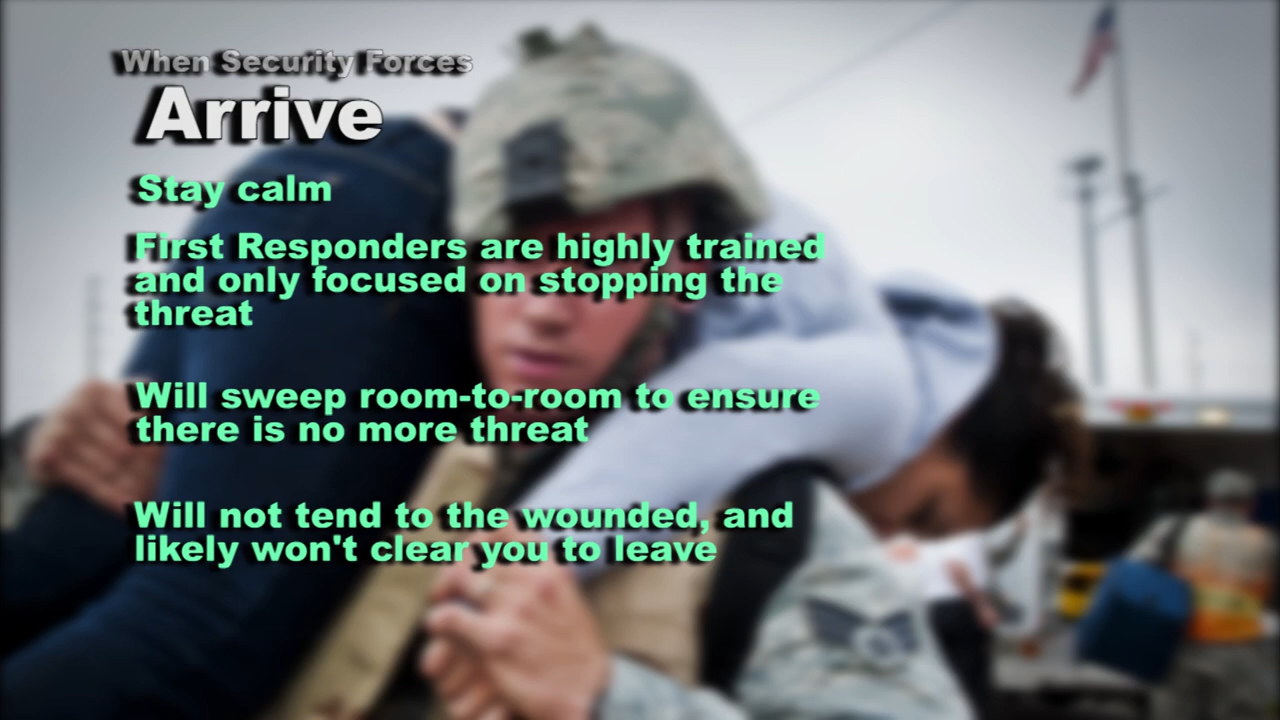 When Security Forces
Arrive
Stay calm
First Responders are highly trained
and only focused on stopping the
threat
Will sweep room-to-room to ensure
there is no more threat
Will not tend to the wounded, and
likely won't clear you to leave